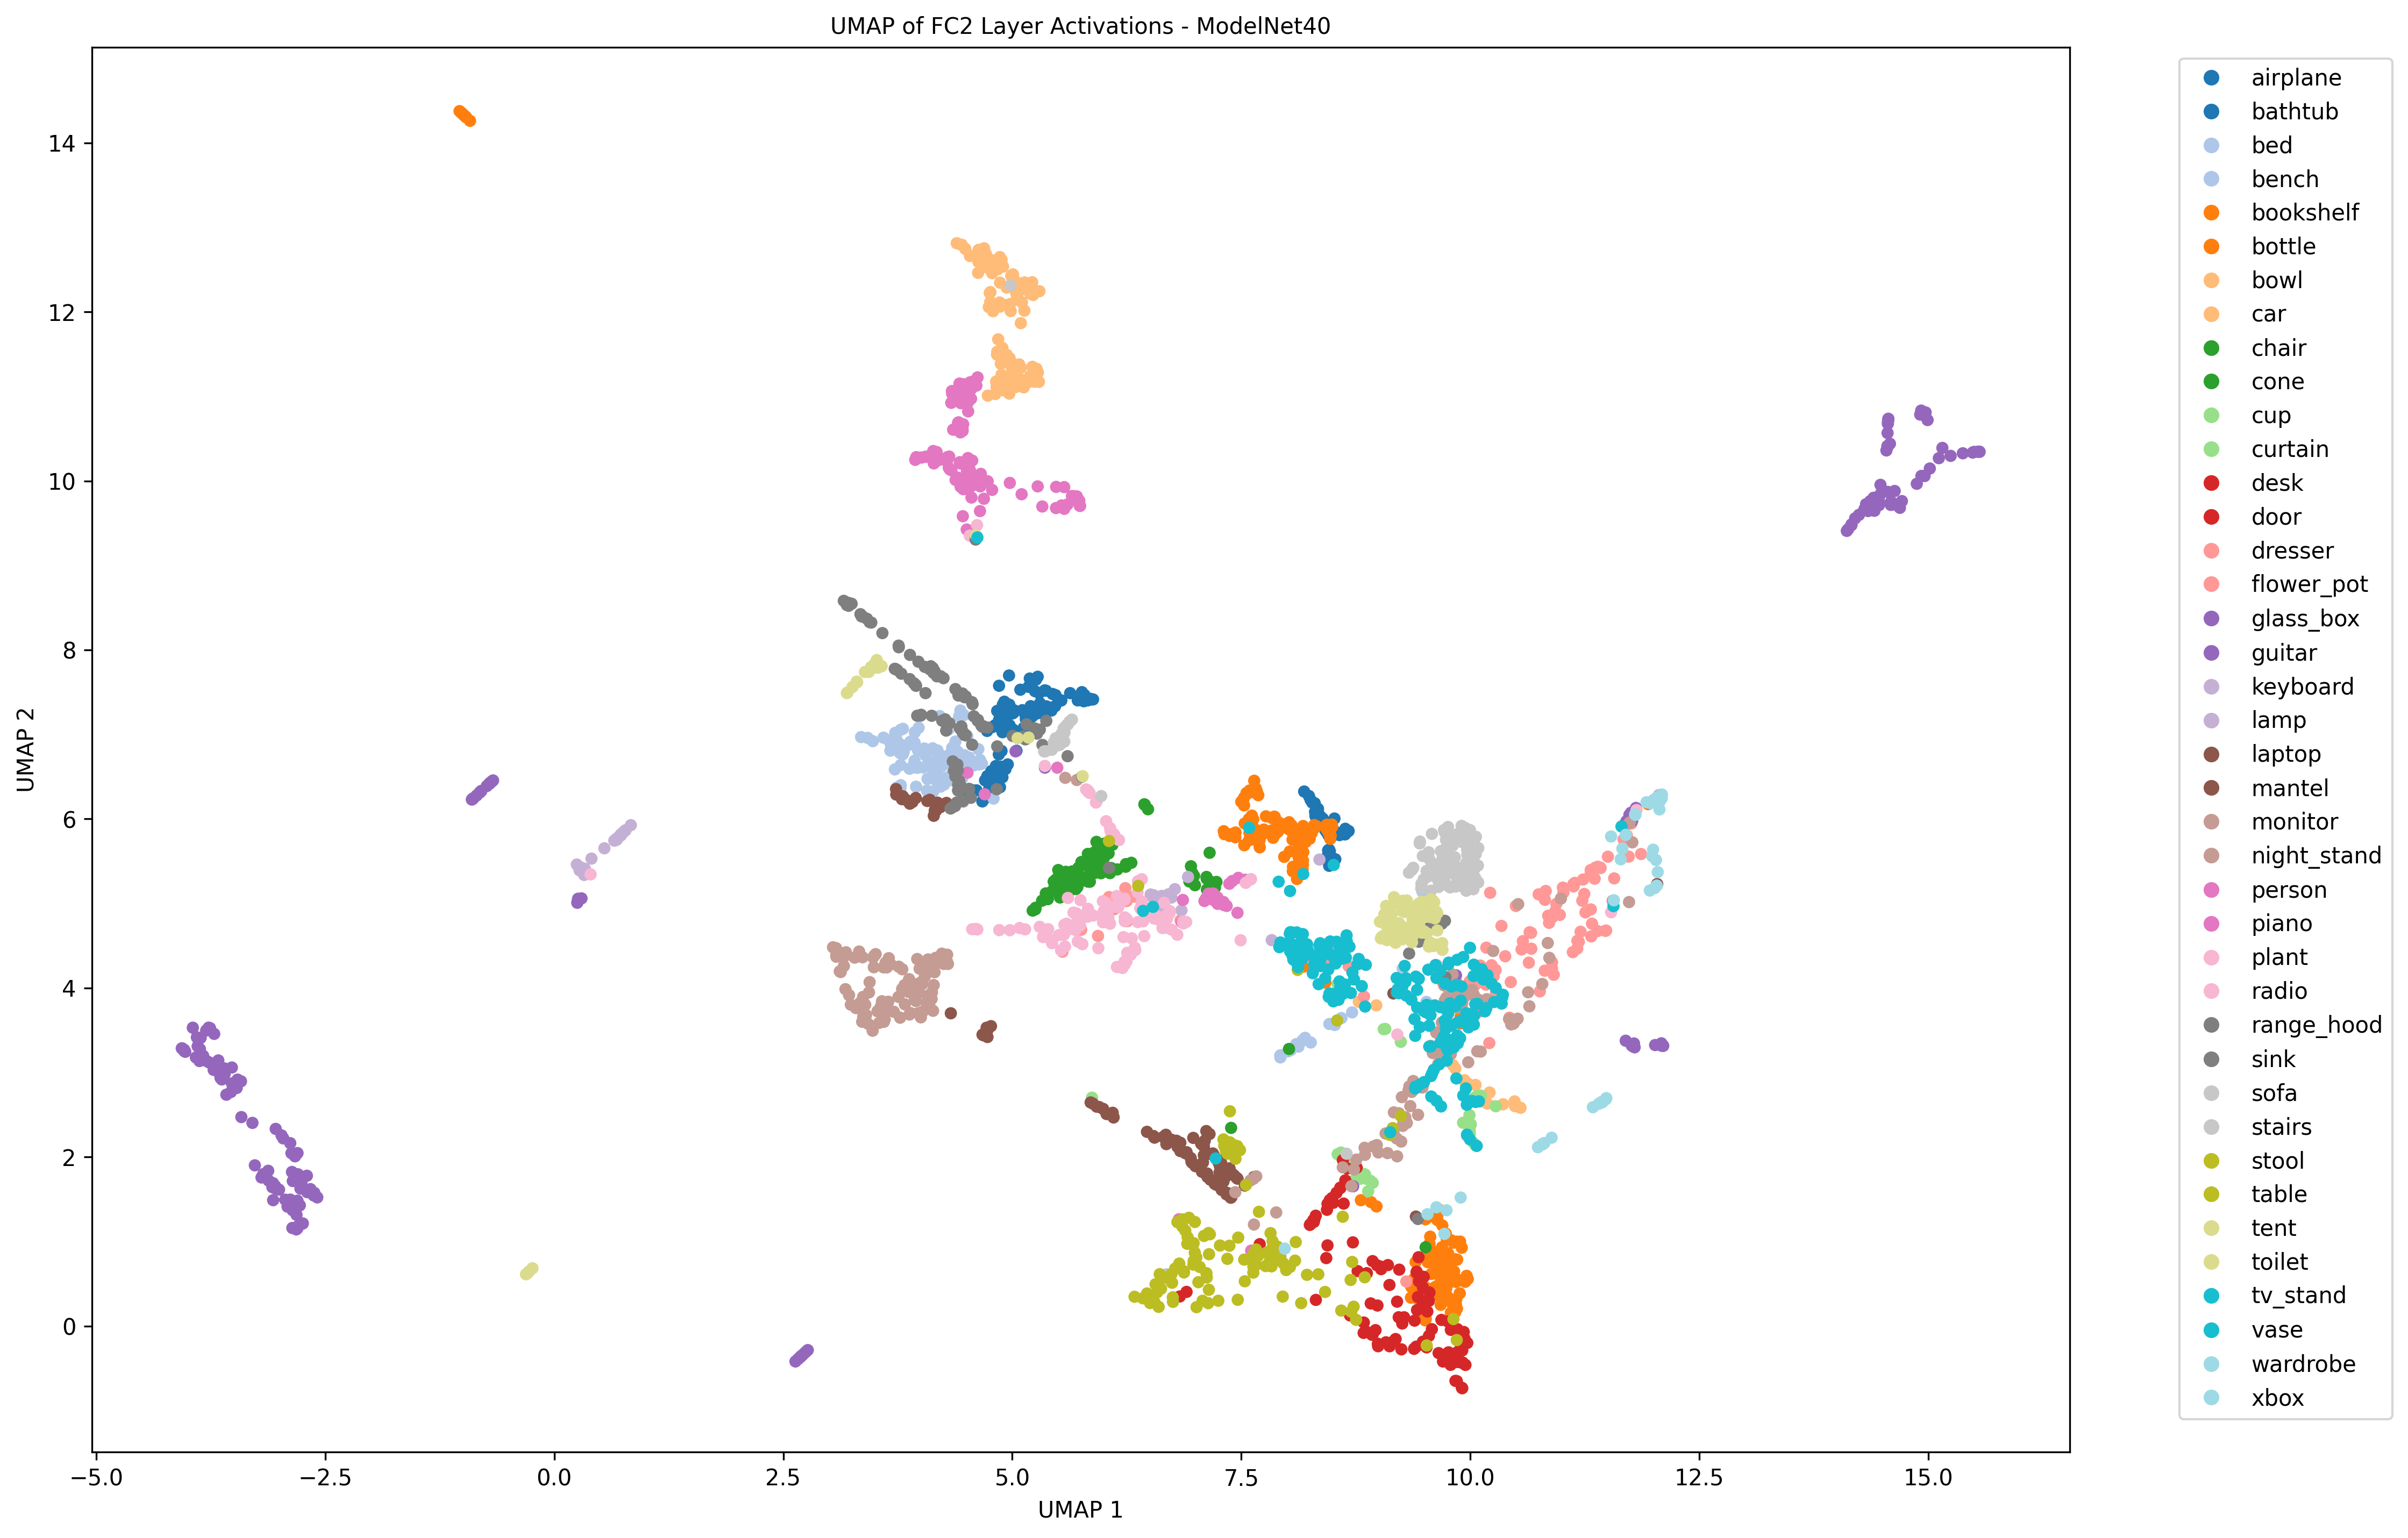 UMAP of FC2 Layer Activations - ModelNet40
UMAP 2
14
12
10
8
6
4
2
0
−5.0
−2.5
0.0
2.5
5.0
7.5
10.0
12.5
15.0
UMAP 1
airplane
bathtub
bed
bench
bookshelf
bottle
bowl
car
chair
cone
cup
curtain
desk
door
dresser
flower_pot
glass_box
guitar
keyboard
lamp
laptop
mantel
monitor
night_stand
person
piano
plant
radio
range_hood
sink
sofa
stairs
stool
table
tent
toilet
tv_stand
vase
wardrobe
xbox